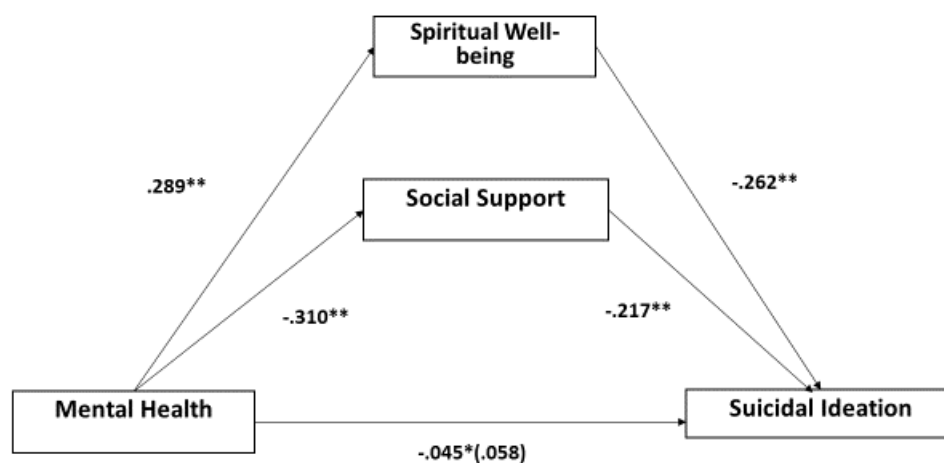 Spiritual Well-
being
.289**
-.262**
Social Support
-.310**
-.217**
Mental Health
Suicidal Ideation
-.045*(.058)